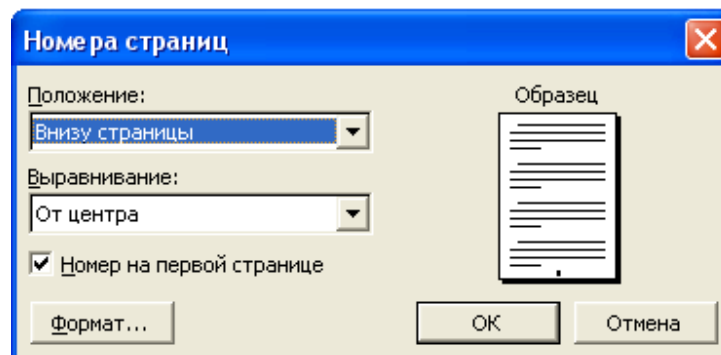 Номера страниц
Положение:
Внизу страницы
Образец
Выравнивание:
От центра
Номер на первой странице
Формат...
ОК
Отмена